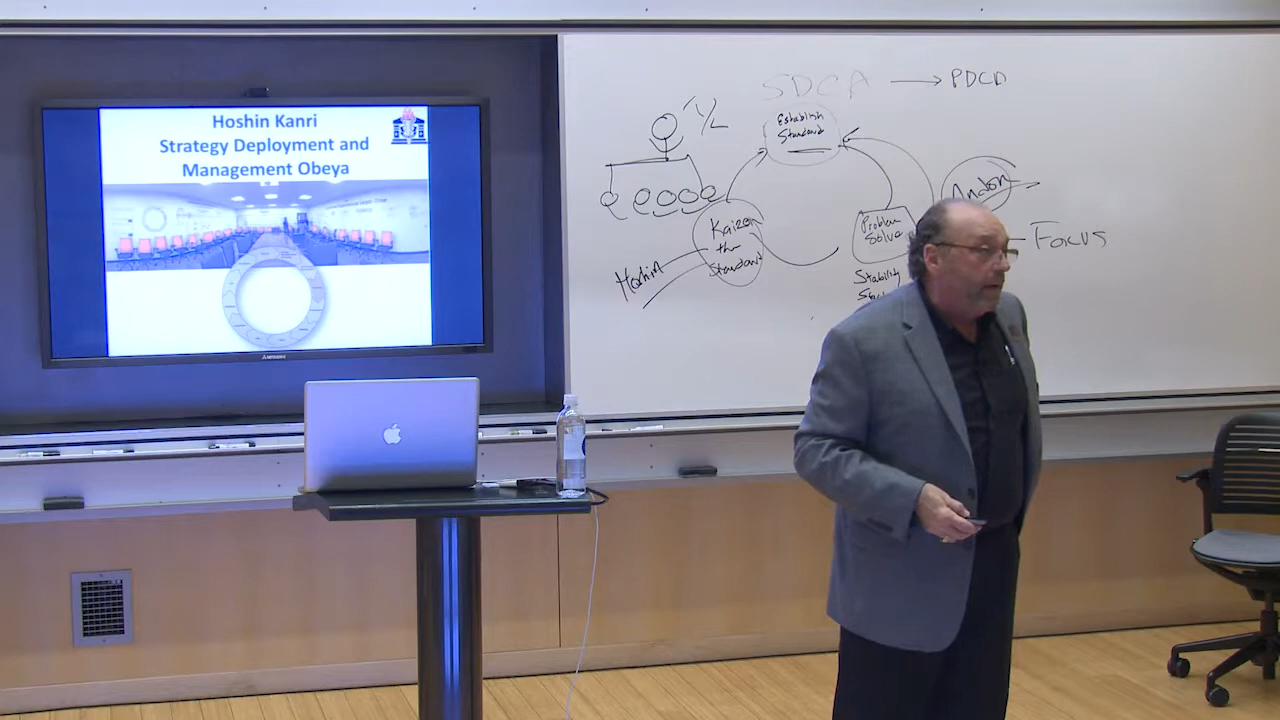 Hoshin Kanri
Strategy Deployment and
Management Obeya
SDCA → PDCD
Establish
Standard
Kaizen
the
Standard
Hoshin
Problem
Solve
Stability
Andon
Focus